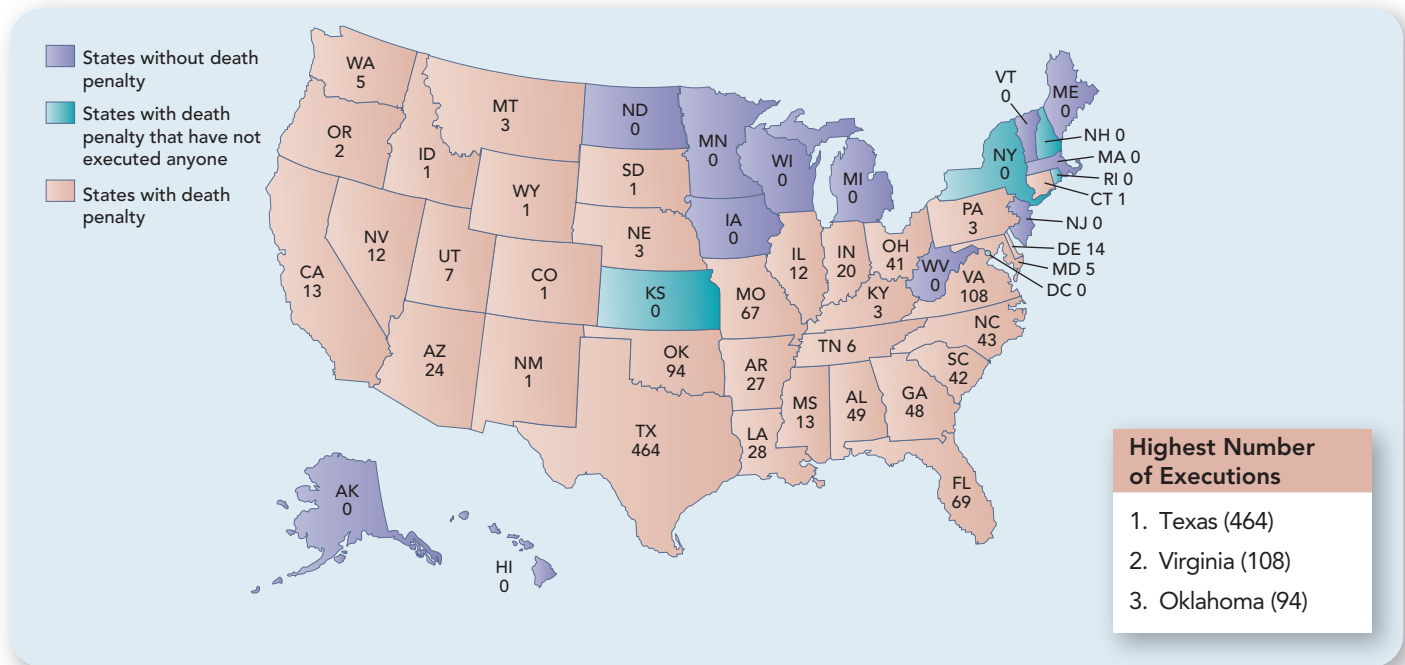 States without death
penalty
States with death
penalty that have not
executed anyone
States with death
penalty
WA
5
OR
2
ID
1
MT
3
ND
0
MN
0
WI
0
MI
0
VT
0
ME
0
NH 0
MA 0
RI 0
CT 1
NY
0
NJ 0
PA
3
DE 14
MD 5
DC 0
SD
1
WY
1
IA
0
NE
3
NV
12
UT
7
CO
1
CA
13
KS
0
MO
67
IL
12
IN
20
OH
41
WV
0
VA
108
KY
3
NC
43
TN 6
SC
42
AZ
24
NM
1
OK
94
AR
27
MS
13
AL
49
GA
48
TX
464
LA
28
FL
69
AK
0
HI
0
Highest Number
of Executions
1. Texas (464)
2. Virginia (108)
3. Oklahoma (94)